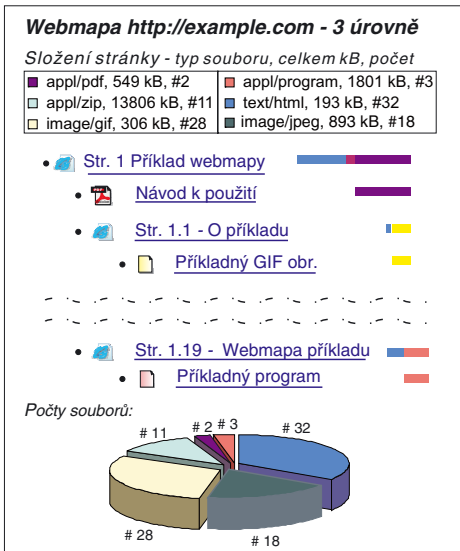 Webmapa http://example.com - 3 úrovně
Složení stránky - typ souboru, celkem kB, počet
appl/pdf, 549 kB, #2
appl/program, 1801 kB, #3
appl/zip, 13806 kB, #11
text/html, 193 kB, #32
image/gif, 306 kB, #28
image/jpeg, 893 kB, #18
Str. 1 Příklad webmapy
Návod k použití
Str. 1.1 - O příkladu
Příkladný GIF obr.
Str. 1.19 - Webmapa příkladu
Příkladný program
Počty souborů:
# 11
# 2
# 3
# 32
# 28
# 18